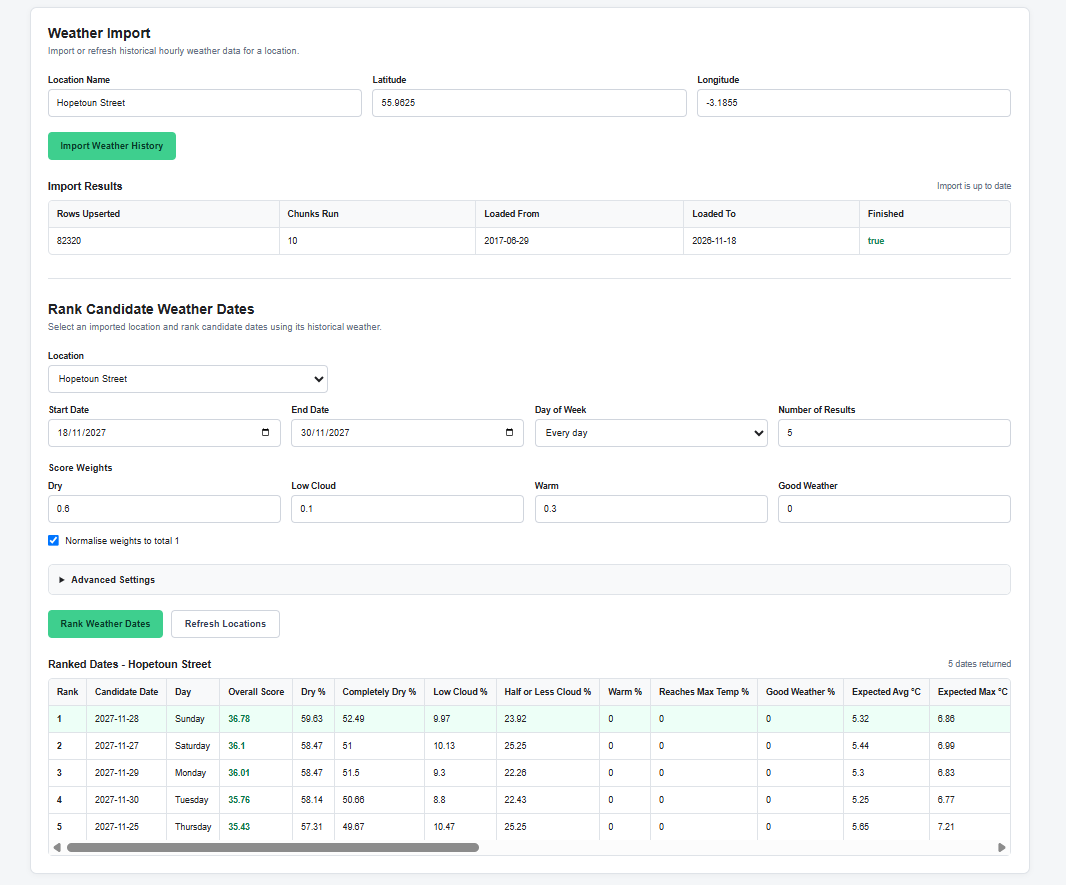 Weather Import
Import or refresh historical hourly weather data for a location.
Location Name Latitude Longitude
Hopetoun Street 55.9625 -3.1855
Import Weather History
Import Results Import is up to date
Rows Upserted Chunks Run Loaded From Loaded To Finished
82320 10 2017-06-29 2026-11-18 true
Rank Candidate Weather Dates
Select an imported location and rank candidate dates using its historical weather.
Location
Hopetoun Street
Start Date End Date Day of Week Number of Results
18/11/2027 30/11/2027 Every day 5
Score Weights
Dry Low Cloud Warm Good Weather
0.6 0.1 0.3 0
Normalise weights to total 1
Advanced Settings
Rank Weather Dates Refresh Locations
Ranked Dates - Hopetoun Street 5 dates returned
Rank Candidate Date Day Overall Score Dry % Completely Dry % Low Cloud % Half or Less Cloud % Warm % Reaches Max Temp % Good Weather % Expected Avg °C Expected Max °C
1 2027-11-28 Sunday 36.78 59.63 52.49 9.97 23.92 0 0 0 5.32 6.86
2 2027-11-27 Saturday 36.1 58.47 51 10.13 25.25 0 0 0 5.44 6.99
3 2027-11-29 Monday 36.01 58.47 51.5 9.3 22.26 0 0 0 5.3 6.83
4 2027-11-30 Tuesday 35.76 58.14 50.66 8.8 22.43 0 0 0 5.25 6.77
5 2027-11-25 Thursday 35.43 57.31 49.67 10.47 25.25 0 0 0 5.65 7.21